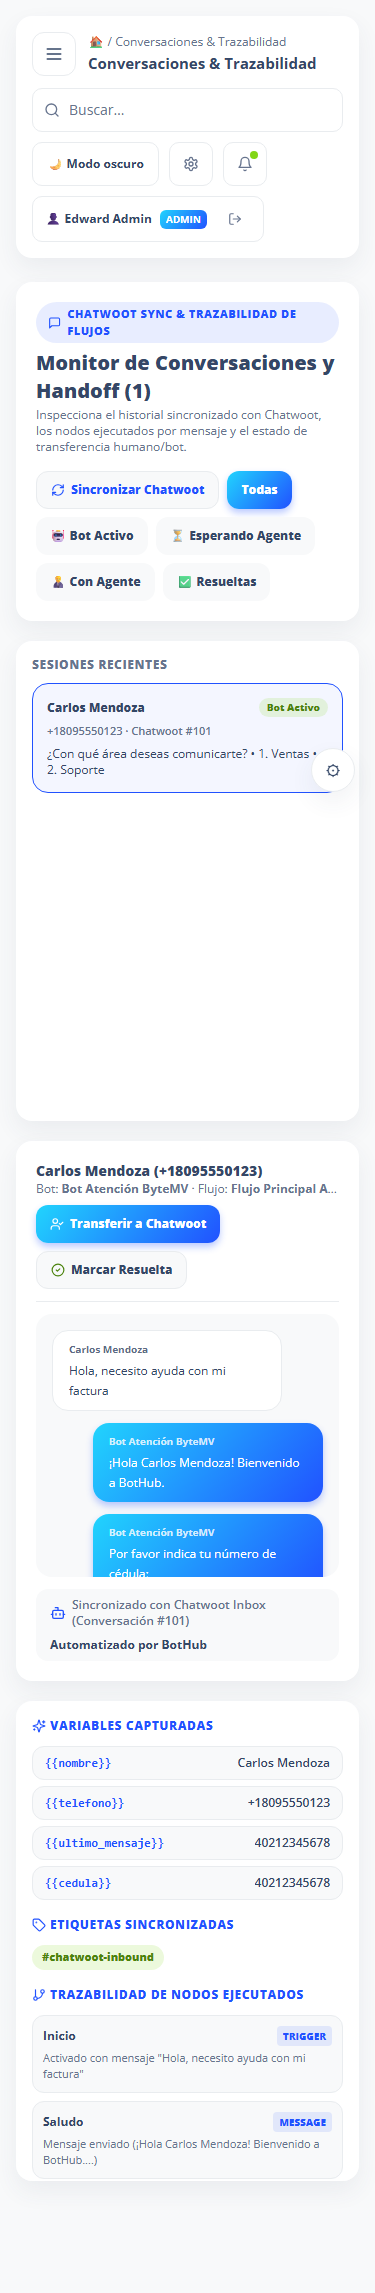 / Conversaciones & Trazabilidad
Conversaciones & Trazabilidad
Buscar...
Modo oscuro
Edward Admin ADMIN
CHATWOOT SYNC & TRAZABILIDAD DE
FLUJOS
Monitor de Conversaciones y
Handoff (1)
Inspecciona el historial sincronizado con Chatwoot,
los nodos ejecutados por mensaje y el estado de
transferencia humano/bot.
Sincronizar Chatwoot Todas
Bot Activo Esperando Agente
Con Agente Resueltas
SESIONES RECIENTES
Carlos Mendoza Bot Activo
+18095550123 · Chatwoot #101
¿Con qué área deseas comunicarte? • 1. Ventas •
2. Soporte
Carlos Mendoza (+18095550123)
Bot: Bot Atención ByteMV · Flujo: Flujo Principal A...
Transferir a Chatwoot
Marcar Resuelta
Carlos Mendoza
Hola, necesito ayuda con mi
factura
Bot Atención ByteMV
¡Hola Carlos Mendoza! Bienvenido
a BotHub.
Bot Atención ByteMV
Por favor indica tu número de
cédula:
Sincronizado con Chatwoot Inbox
(Conversación #101)
Automatizado por BotHub
VARIABLES CAPTURADAS
{{nombre}} Carlos Mendoza
{{telefono}} +18095550123
{{ultimo_mensaje}} 40212345678
{{cedula}} 40212345678
ETIQUETAS SINCRONIZADAS
#chatwoot-inbound
TRAZABILIDAD DE NODOS EJECUTADOS
Inicio TRIGGER
Activado con mensaje "Hola, necesito ayuda con mi
factura"
Saludo MESSAGE
Mensaje enviado (¡Hola Carlos Mendoza! Bienvenido a
BotHub....)